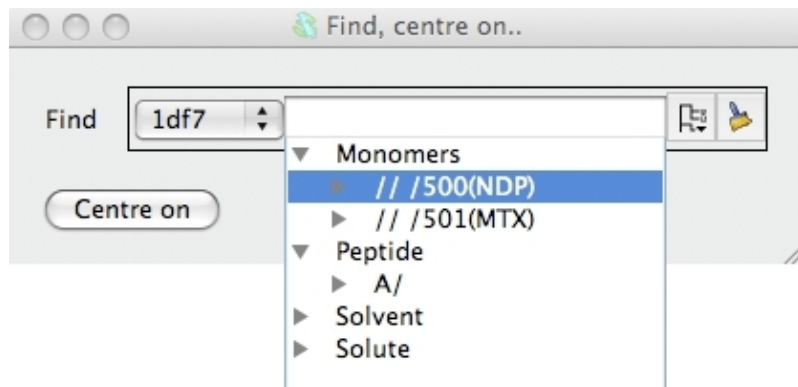 Find, centre on..
Find 1df7
Monomers
// /500(NDP)
// /501(MTX)
Centre on
Peptide
A/
Solvent
Solute